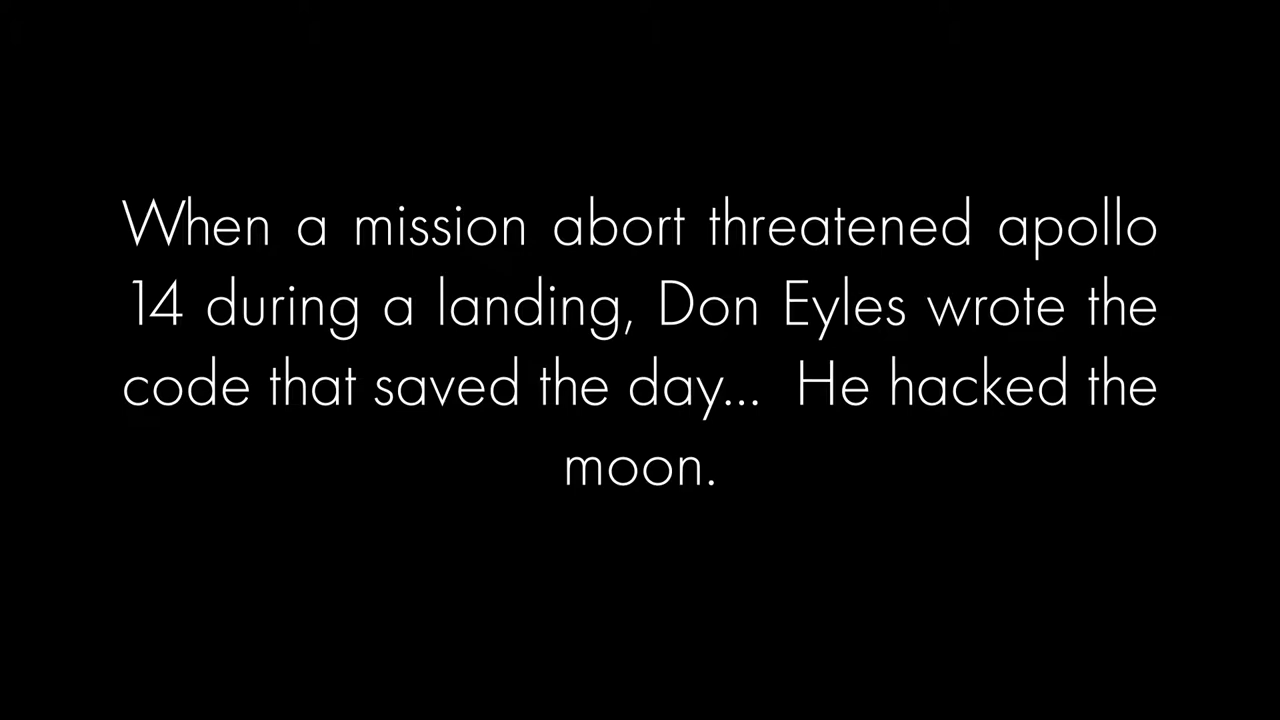 When a mission abort threatened apollo
14 during a landing, Don Eyles wrote the
code that saved the day... He hacked the
moon.